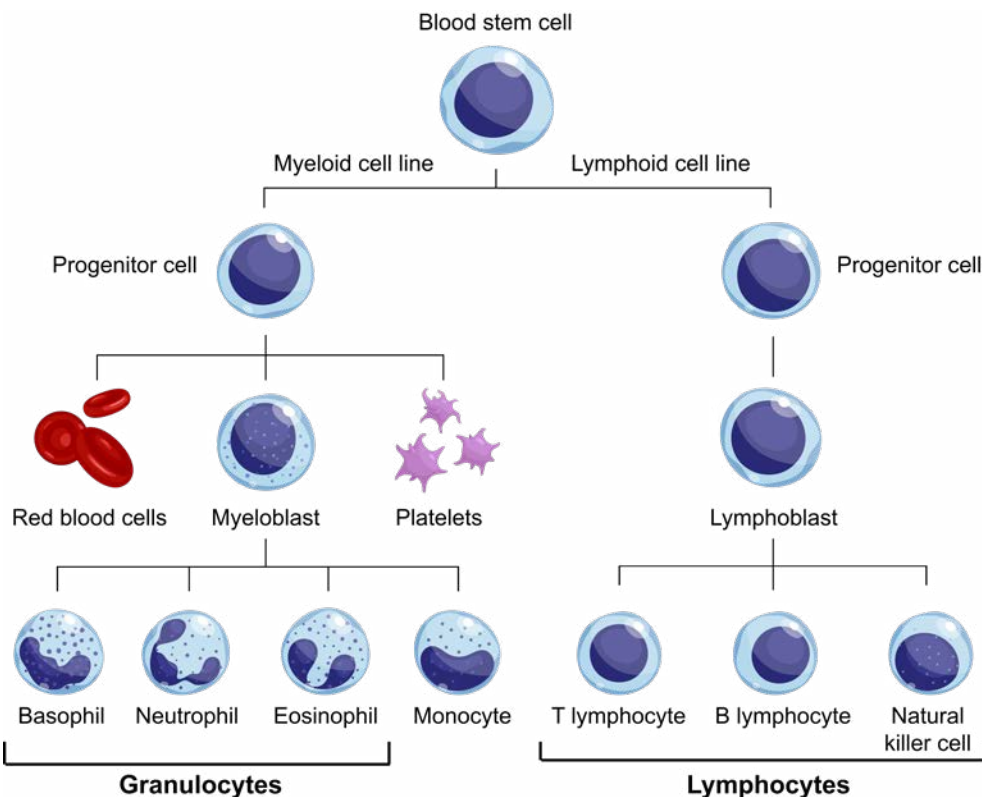 Blood stem cell
Myeloid cell line
Lymphoid cell line
Progenitor cell
Progenitor cell
Red blood cells
Myeloblast
Platelets
Lymphoblast
Basophil
Neutrophil
Eosinophil
Monocyte
T lymphocyte
B lymphocyte
Natural
killer cell
Granulocytes
Lymphocytes